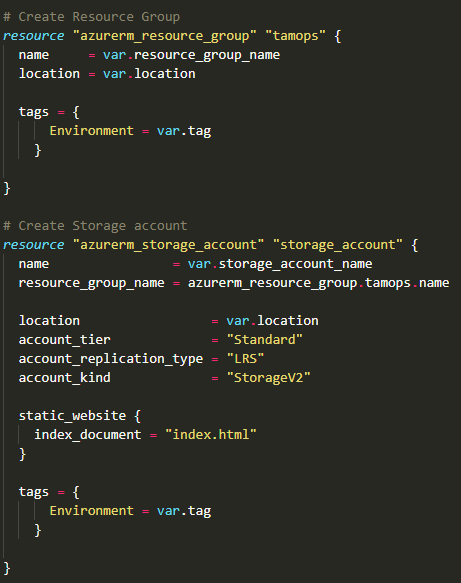 # Create Resource Group
resource "azurerm_resource_group" "tamops" {
  name     = var.resource_group_name
  location = var.location

  tags = {
      Environment = var.tag
    }

}

# Create Storage account
resource "azurerm_storage_account" "storage_account" {
  name                = var.storage_account_name
  resource_group_name = azurerm_resource_group.tamops.name

  location                 = var.location
  account_tier             = "Standard"
  account_replication_type = "LRS"
  account_kind             = "StorageV2"

  static_website {
    index_document = "index.html"
  }

  tags = {
      Environment = var.tag
    }

}